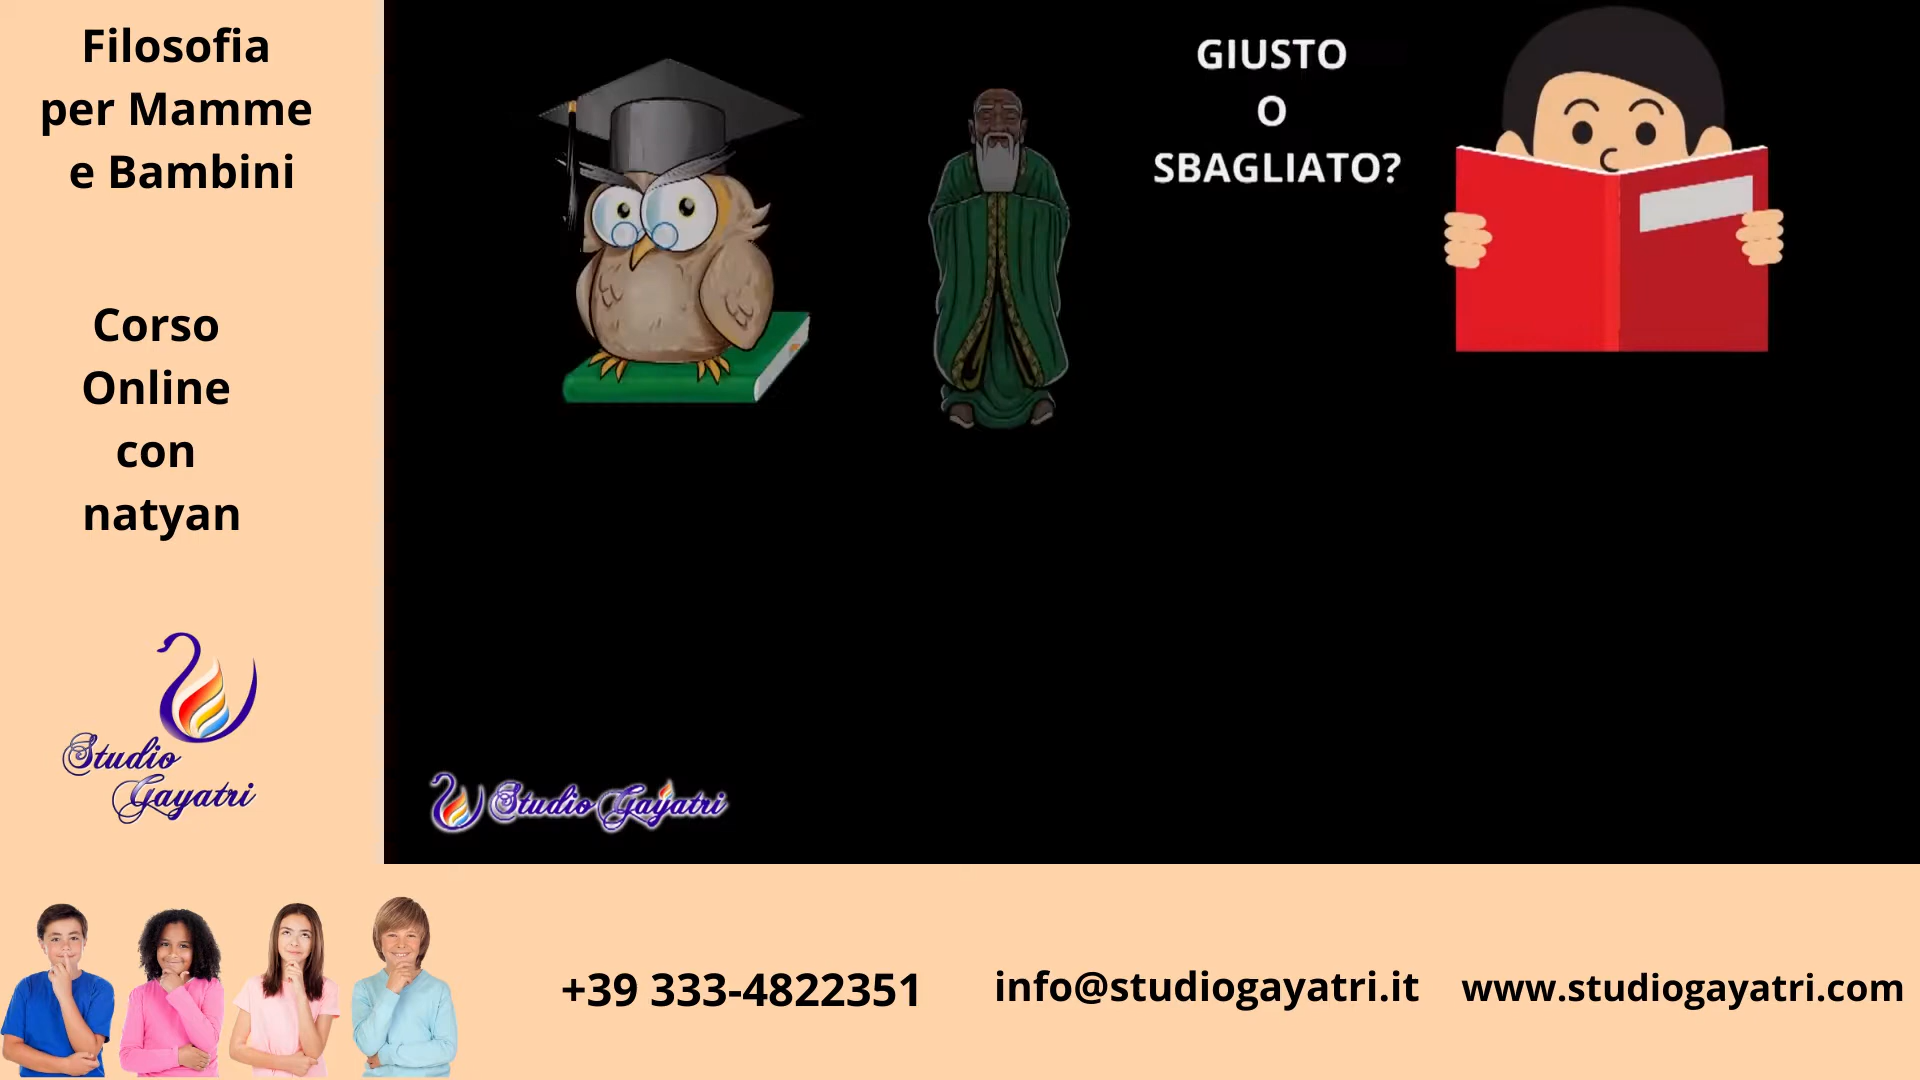 Filosofia
per Mamme
e Bambini
Corso
Online
con
natyan
Studio
Gayatri
GIUSTO
O
SBAGLIATO?
Studio Gayatri
+39 333-4822351
info@studiogayatri.it
www.studiogayatri.com